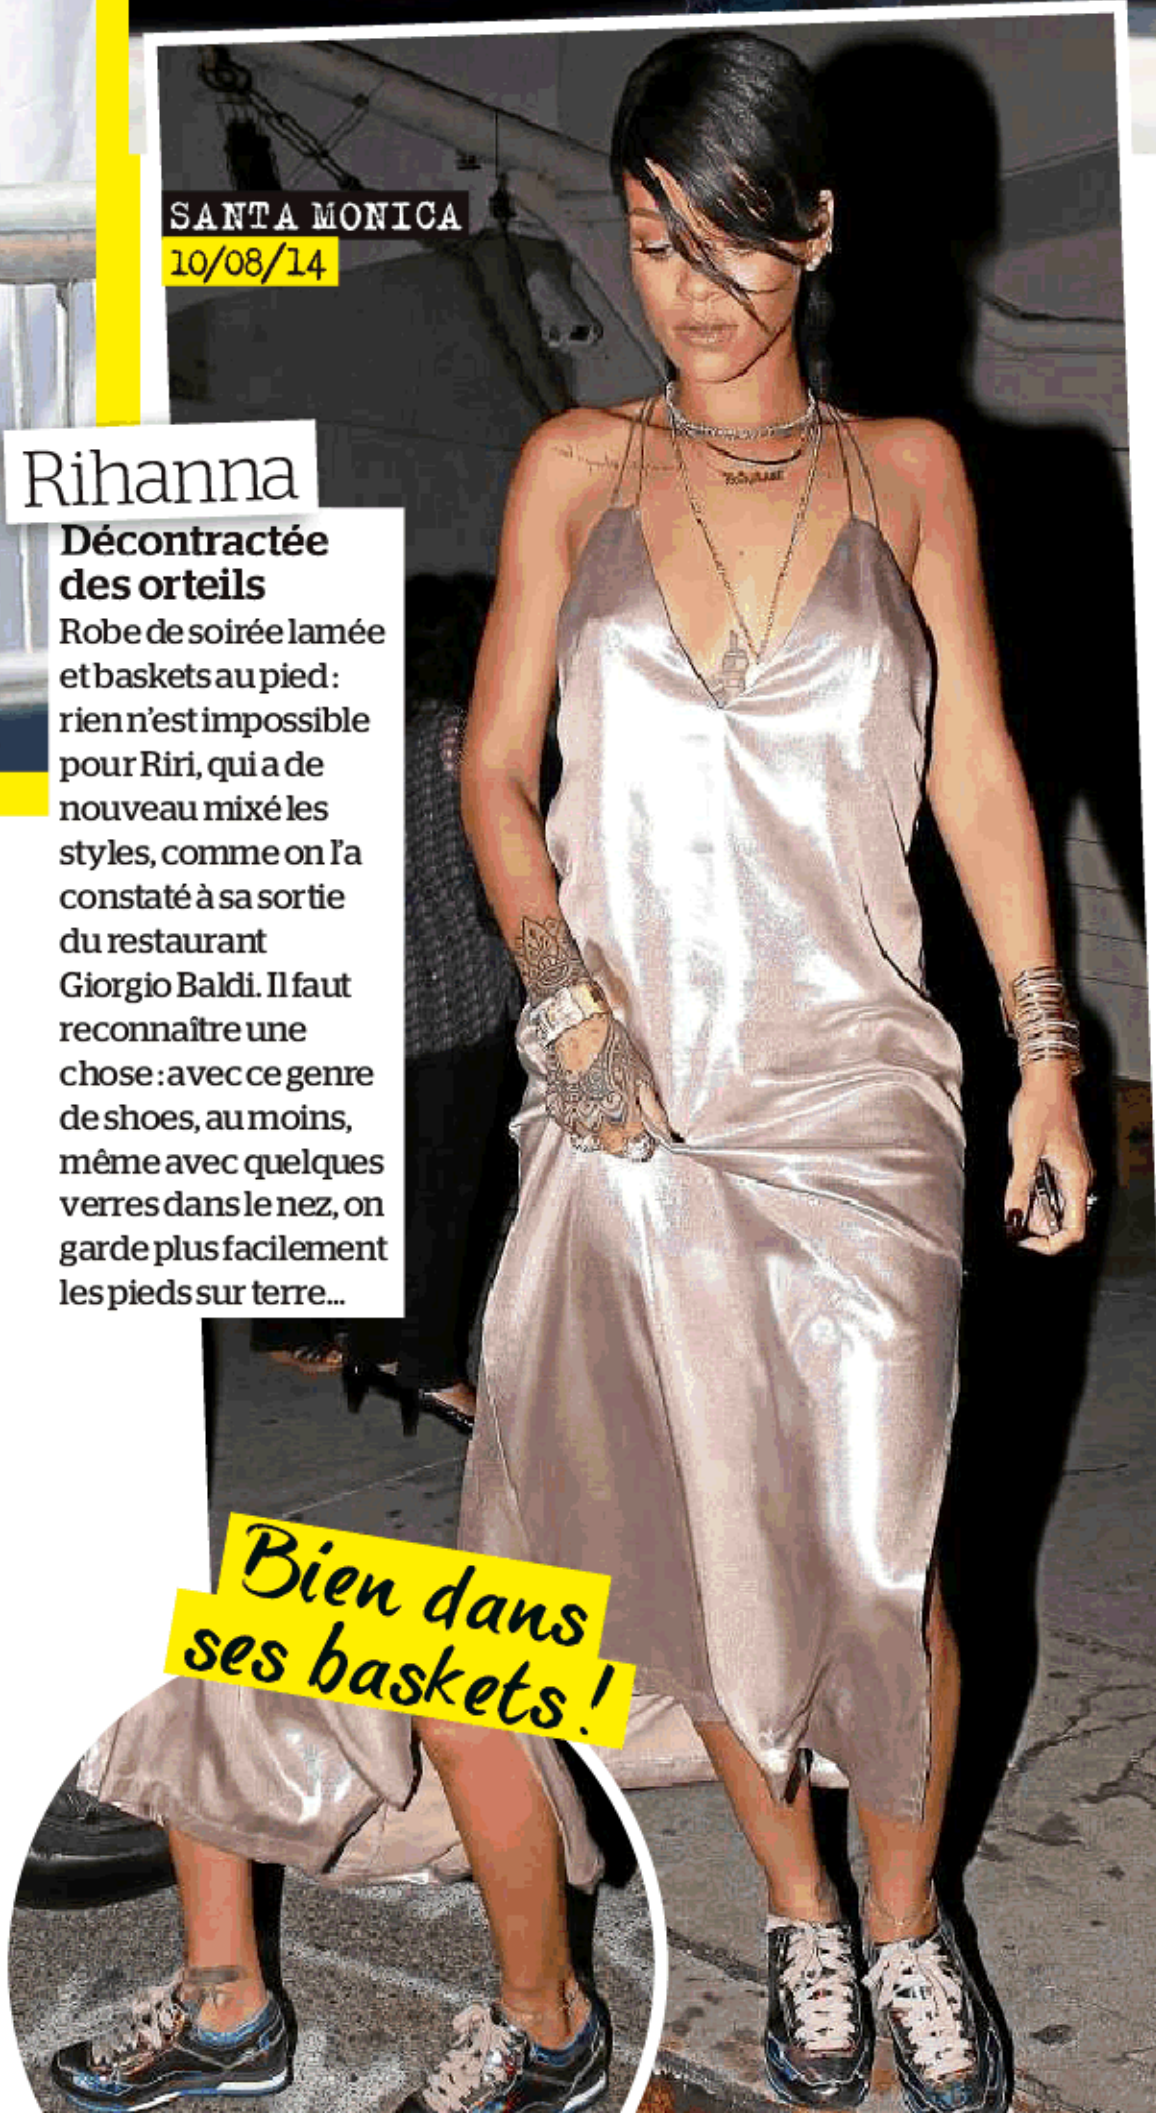 SANTA MONICA
10/08/14
Rihanna
Décontractée
des orteils
Robe de soirée lamée
et baskets au pied :
rien n'est impossible
pour Riri, qui a de
nouveau mixé les
styles, comme on l'a
constaté à sa sortie
du restaurant
Giorgio Baldi. Il faut
reconnaître une
chose : avec ce genre
de shoes, au moins,
même avec quelques
verres dans le nez, on
garde plus facilement
les pieds sur terre...
Bien dans
ses baskets !